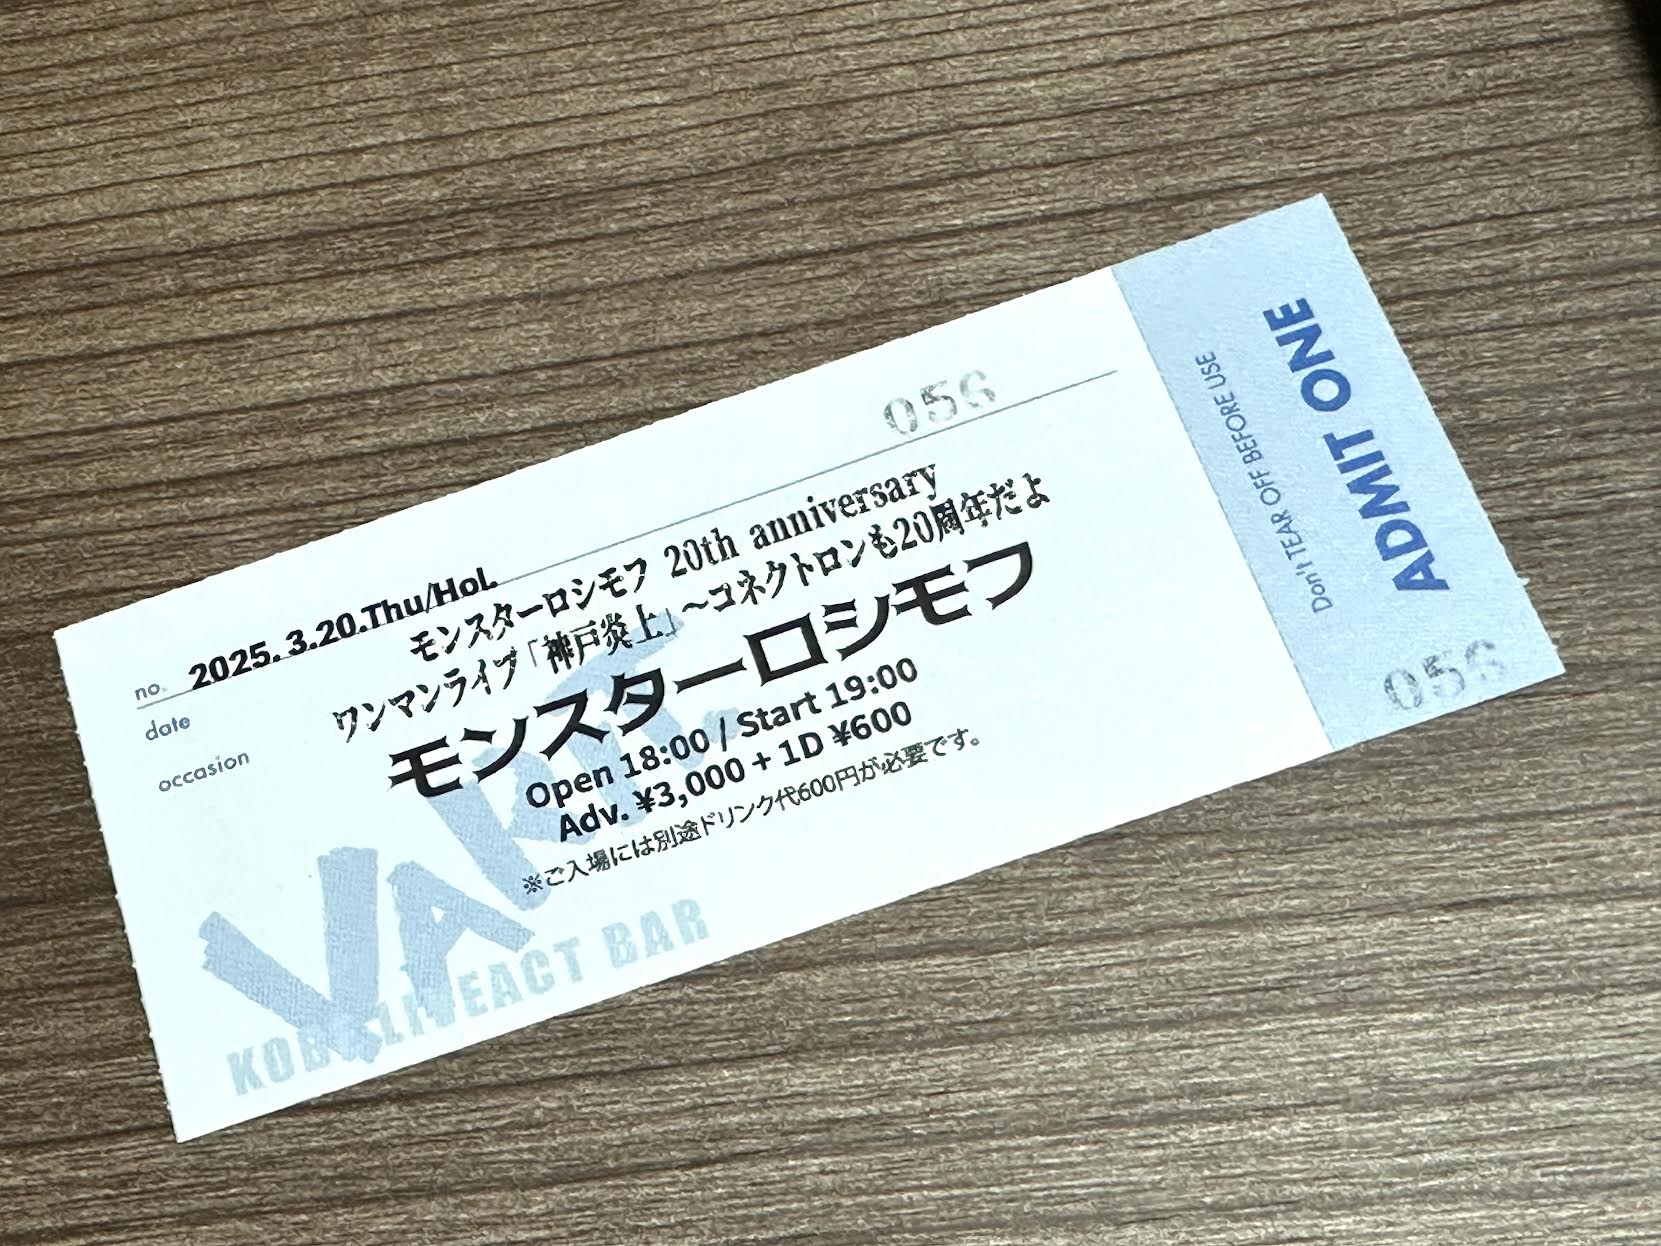 056
no.
2025. 3.20.Thu/HoL
date
モンスターロシモフ 20th anniversary
ワンマンライブ「神戸炎上」～コネクトロンも20周年だよ
occasion
モンスターロシモフ
Open 18:00 / Start 19:00
Adv. ¥3,000 + 1D ¥600
※ご入場には別途ドリンク代600円が必要です。
VARIT.
KOBE LIVEACT BAR
Don't TEAR OFF BEFORE USE
ADMIT ONE
056